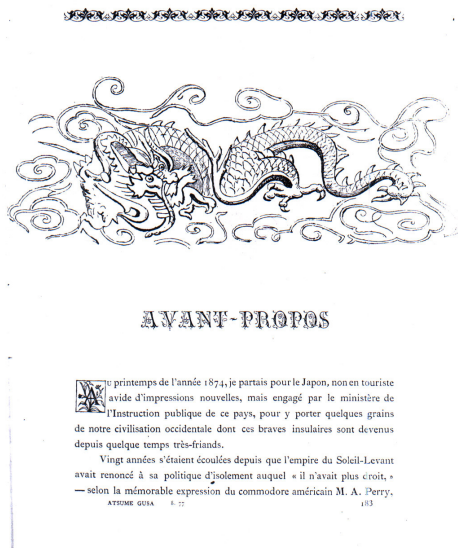 AVANT-PROPOS
Au printemps de l'année 1874, je partais pour le Japon, non en touriste
avide d'impressions nouvelles, mais engagé par le ministère de
l'Instruction publique de ce pays, pour y porter quelques grains
de notre civilisation occidentale dont ces braves insulaires sont devenus
depuis quelque temps très-friands.
Vingt années s'étaient écoulées depuis que l'empire du Soleil-Levant
avait renoncé à sa politique d'isolement auquel « il n'avait plus droit, »
— selon la mémorable expression du commodore américain M. A. Perry,
ATSUME GUSA
183